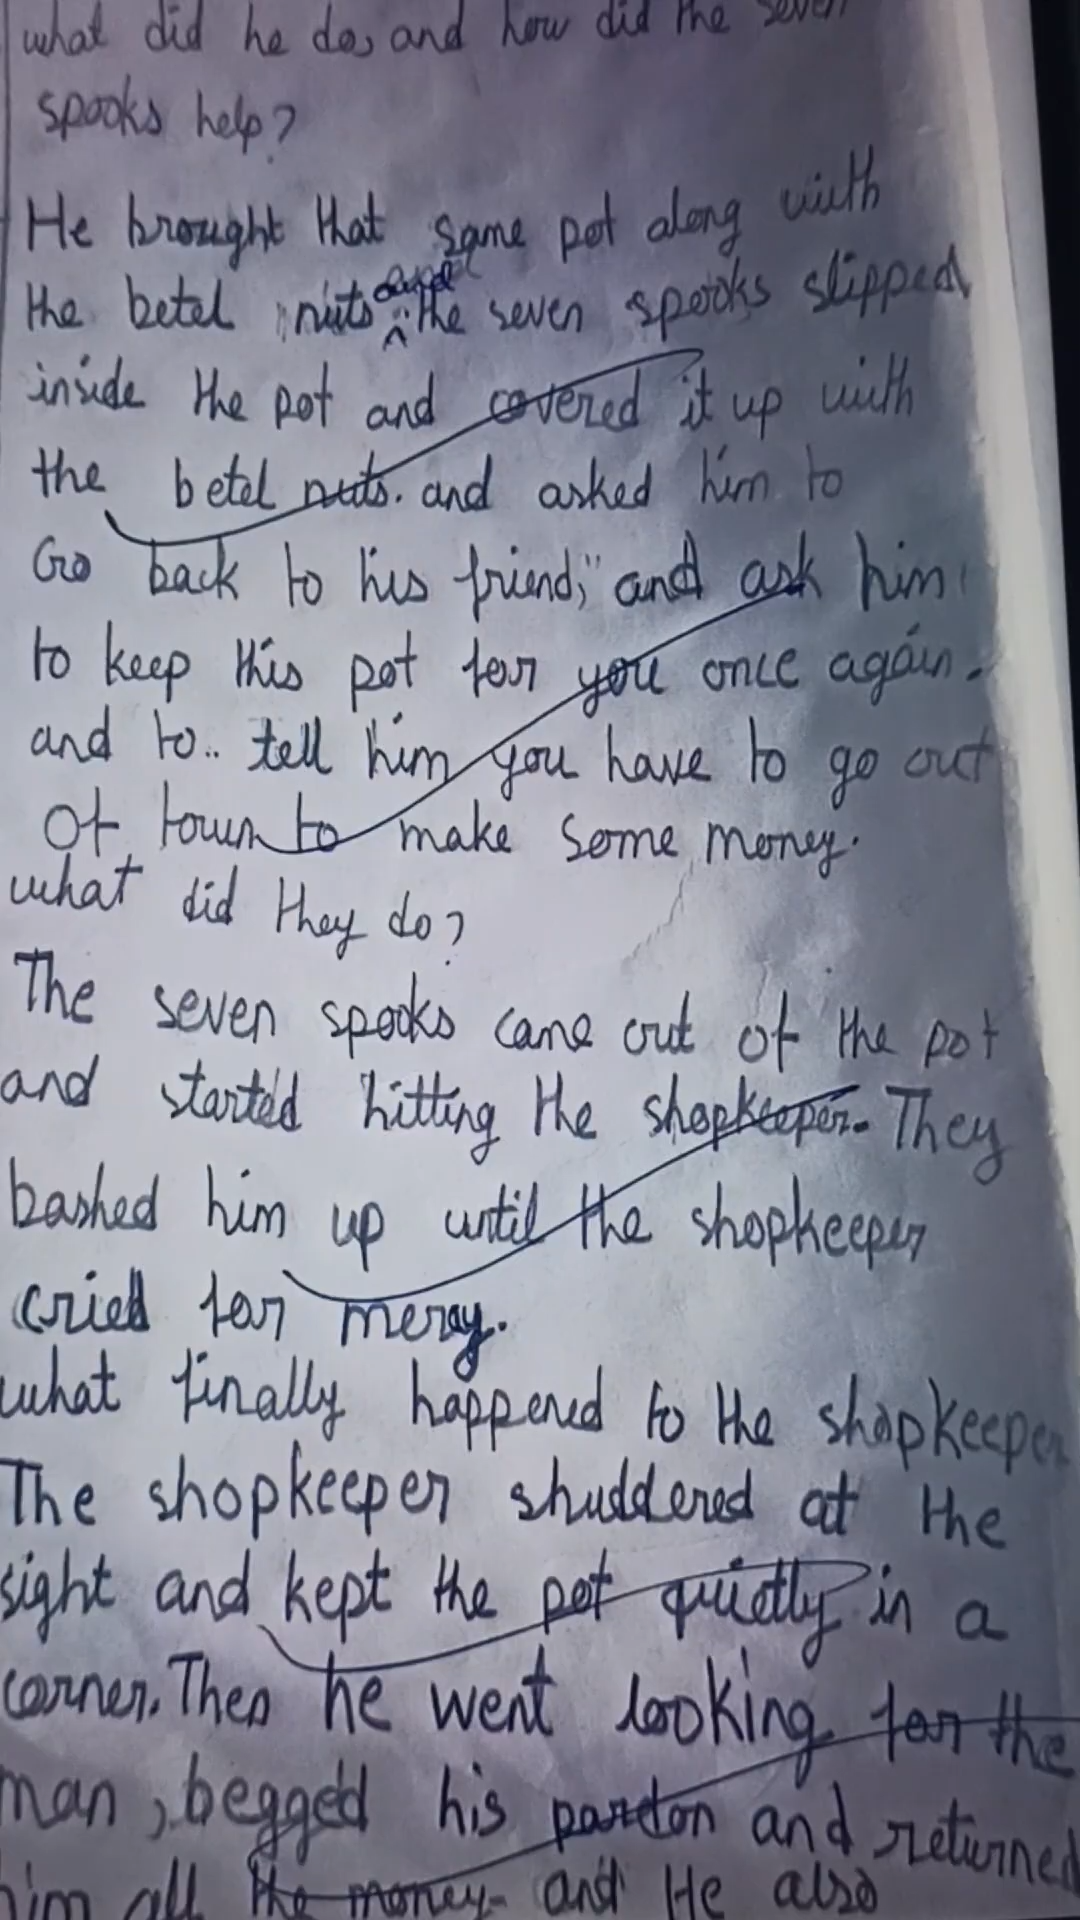 what did he do, and how did the seven
spooks help?
He brought that same pot along with
the betel nuts and the seven spooks slipped
inside the pot and covered it up with
the betel nuts. and asked him to
Go back to his friend," and ask him
to keep this pot for you once again.
and to.. tell him you have to go out
Of town to make some money.
what did they do?
The seven spooks came out of the pot
and started hitting the shopkeeper. They
bashed him up until the shopkeeper
cried for mercy.
what finally happened to the shopkeeper
The shopkeeper shuddered at the
sight and kept the pot quietly in a
corner. Then he went looking for the
man, begged his pardon and returned
him all the money. and He also